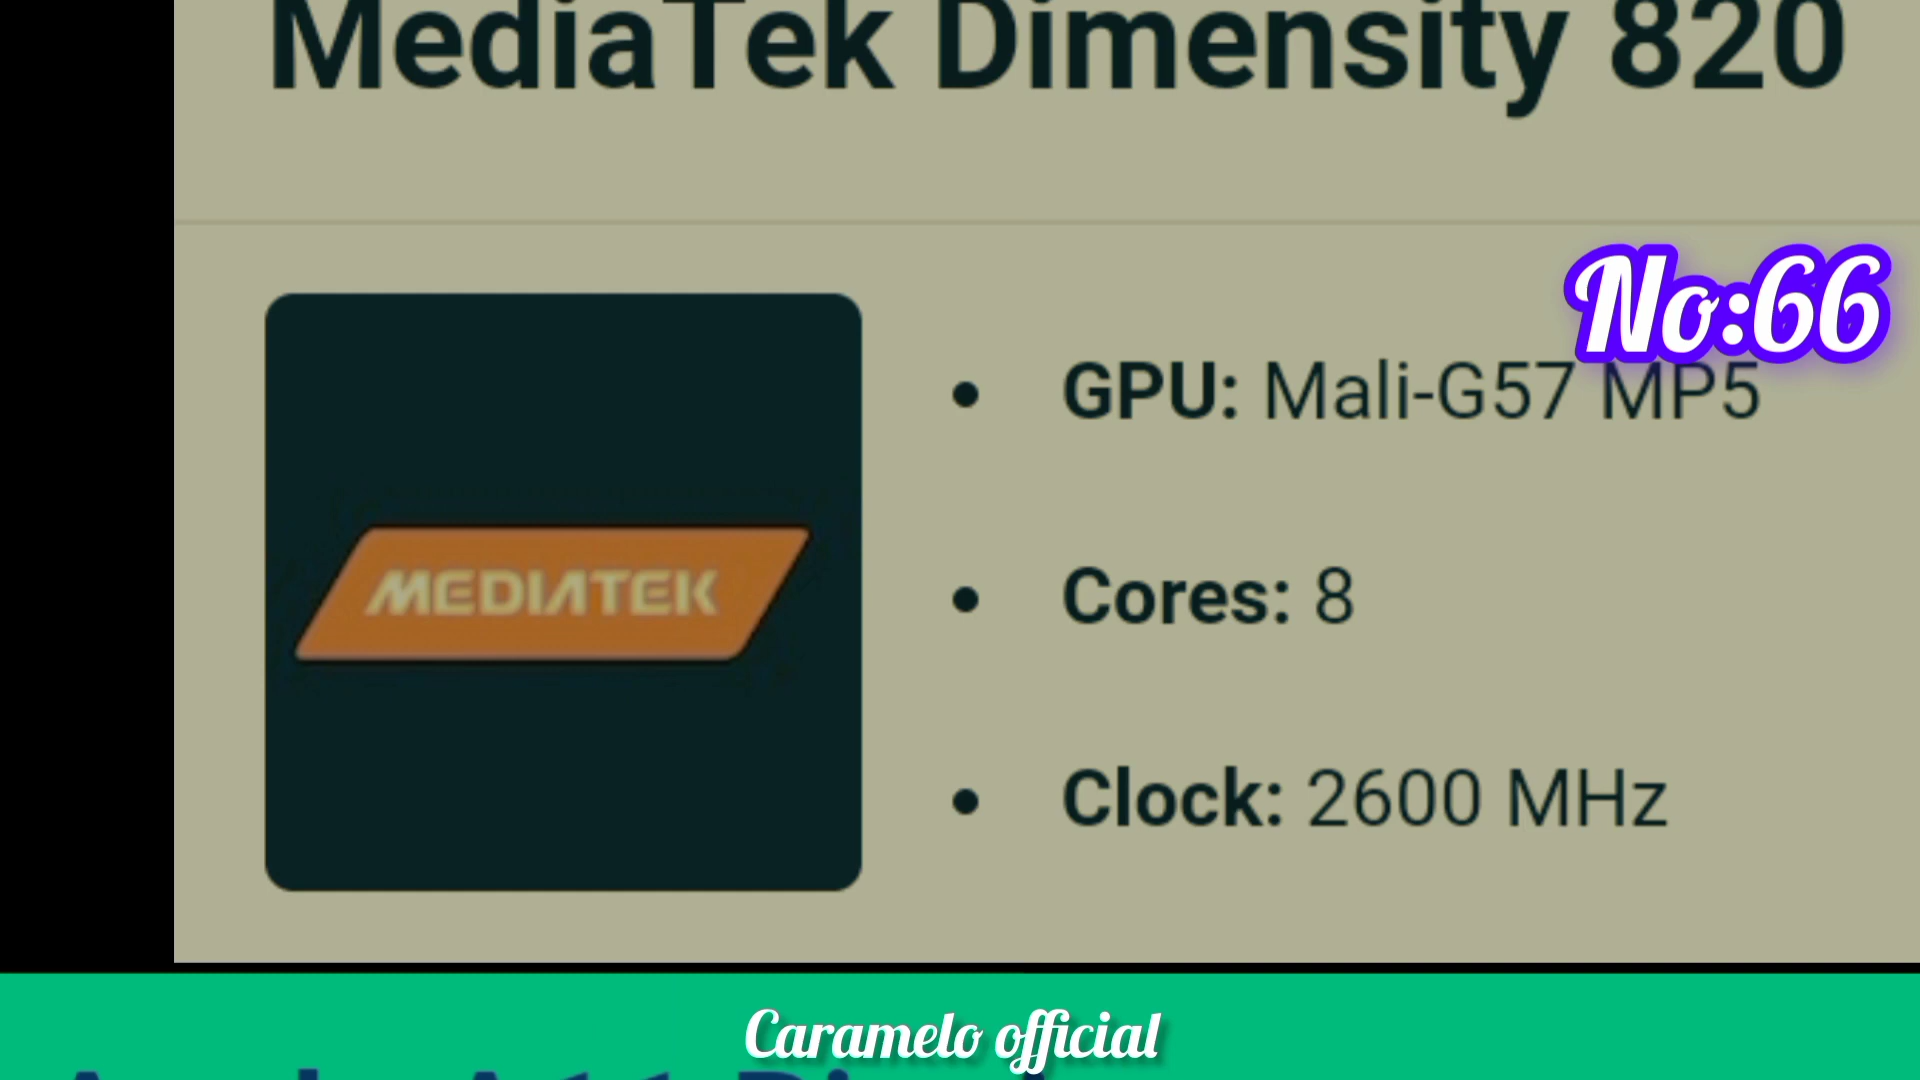 MediaTek Dimensity 820
No:66
GPU: Mali-G57 MP5
MEDIATEK
Cores: 8
Clock: 2600 MHz
Caramelo official